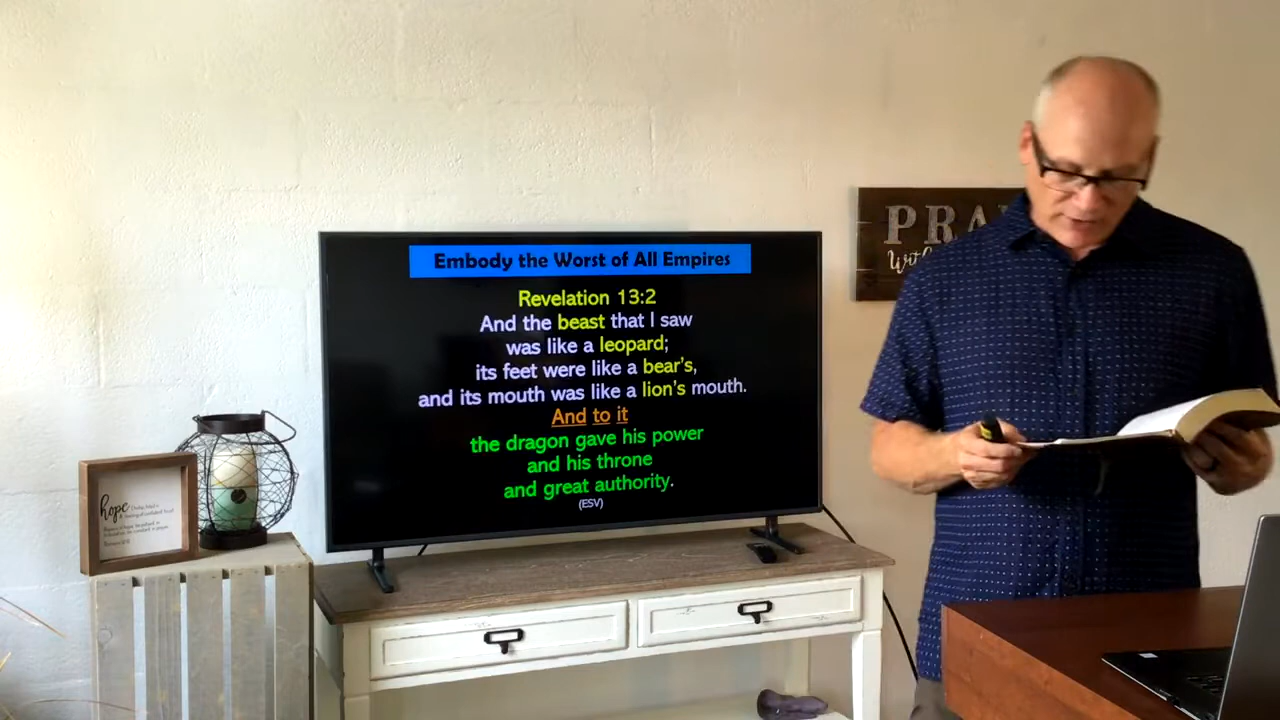 Embody the Worst of All Empires
Revelation 13:2
And the beast that I saw
was like a leopard;
its feet were like a bear's,
and its mouth was like a lion's mouth.
And to it
the dragon gave his power
and his throne
and great authority.
(ESV)
PRA
hope